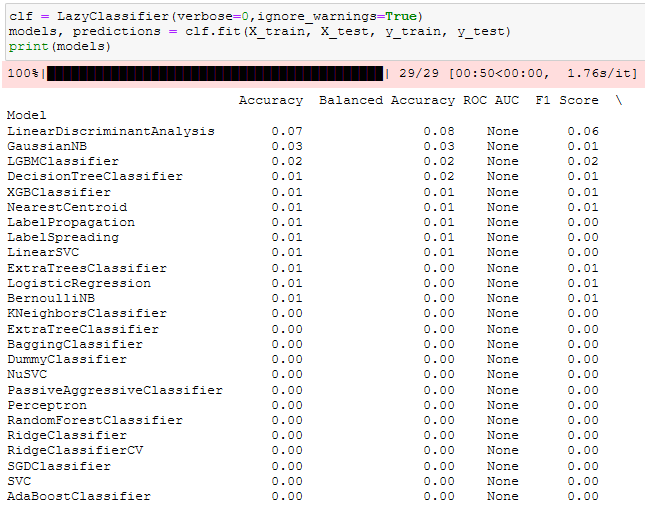 clf = LazyClassifier(verbose=0,ignore_warnings=True)
models, predictions = clf.fit(X_train, X_test, y_train, y_test)
print(models)
100%| | 29/29 [00:50<00:00,  1.76s/it]
Accuracy  Balanced Accuracy ROC AUC  F1 Score  \
Model
LinearDiscriminantAnalysis 0.07 0.08 None 0.06
GaussianNB 0.03 0.03 None 0.01
LGBMClassifier 0.02 0.02 None 0.02
DecisionTreeClassifier 0.01 0.02 None 0.01
XGBClassifier 0.01 0.01 None 0.01
NearestCentroid 0.01 0.01 None 0.01
LabelPropagation 0.01 0.01 None 0.00
LabelSpreading 0.01 0.01 None 0.00
LinearSVC 0.01 0.01 None 0.00
ExtraTreesClassifier 0.01 0.00 None 0.01
LogisticRegression 0.01 0.00 None 0.01
BernoulliNB 0.01 0.00 None 0.01
KNeighborsClassifier 0.00 0.00 None 0.00
ExtraTreeClassifier 0.00 0.00 None 0.00
BaggingClassifier 0.00 0.00 None 0.00
DummyClassifier 0.00 0.00 None 0.00
NuSVC 0.00 0.00 None 0.00
PassiveAggressiveClassifier 0.00 0.00 None 0.00
Perceptron 0.00 0.00 None 0.00
RandomForestClassifier 0.00 0.00 None 0.00
RidgeClassifier 0.00 0.00 None 0.00
RidgeClassifierCV 0.00 0.00 None 0.00
SGDClassifier 0.00 0.00 None 0.00
SVC 0.00 0.00 None 0.00
AdaBoostClassifier 0.00 0.00 None 0.00